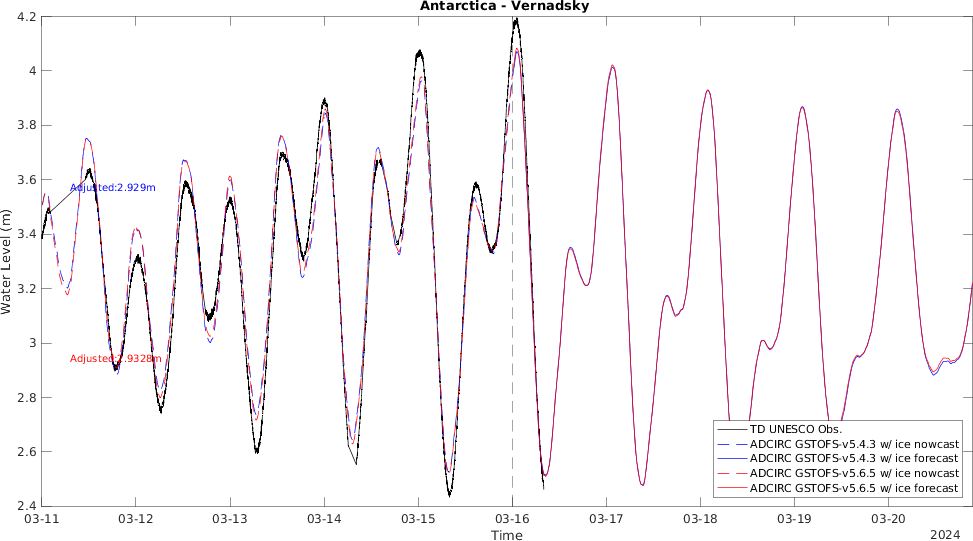 Antarctica - Vernadsky
4.2
4
3.8
3.6
3.4
3.2
3
2.8
2.6
2.4
Water Level (m)
Adjusted:2.929m
Adjusted:2.9328m
TD UNESCO Obs.
ADCIRC GSTOFS-v5.4.3 w/ ice nowcast
ADCIRC GSTOFS-v5.4.3 w/ ice forecast
ADCIRC GSTOFS-v5.6.5 w/ ice nowcast
ADCIRC GSTOFS-v5.6.5 w/ ice forecast
03-11 03-12 03-13 03-14 03-15 03-16 03-17 03-18 03-19 03-20
Time
2024